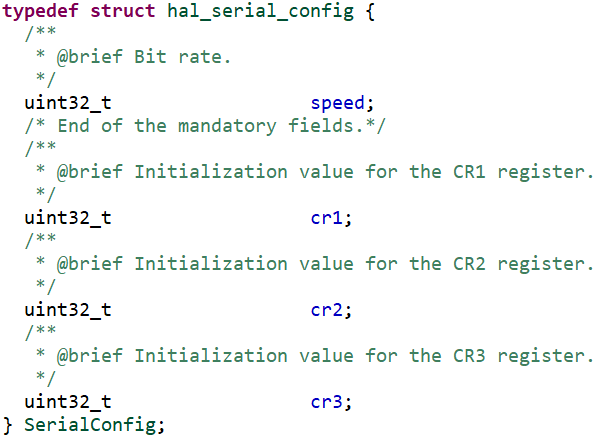 typedef struct hal_serial_config {
  /**
   * @brief Bit rate.
   */
  uint32_t                  speed;
  /* End of the mandatory fields.*/
  /**
   * @brief Initialization value for the CR1 register.
   */
  uint32_t                  cr1;
  /**
   * @brief Initialization value for the CR2 register.
   */
  uint32_t                  cr2;
  /**
   * @brief Initialization value for the CR3 register.
   */
  uint32_t                  cr3;
} SerialConfig;